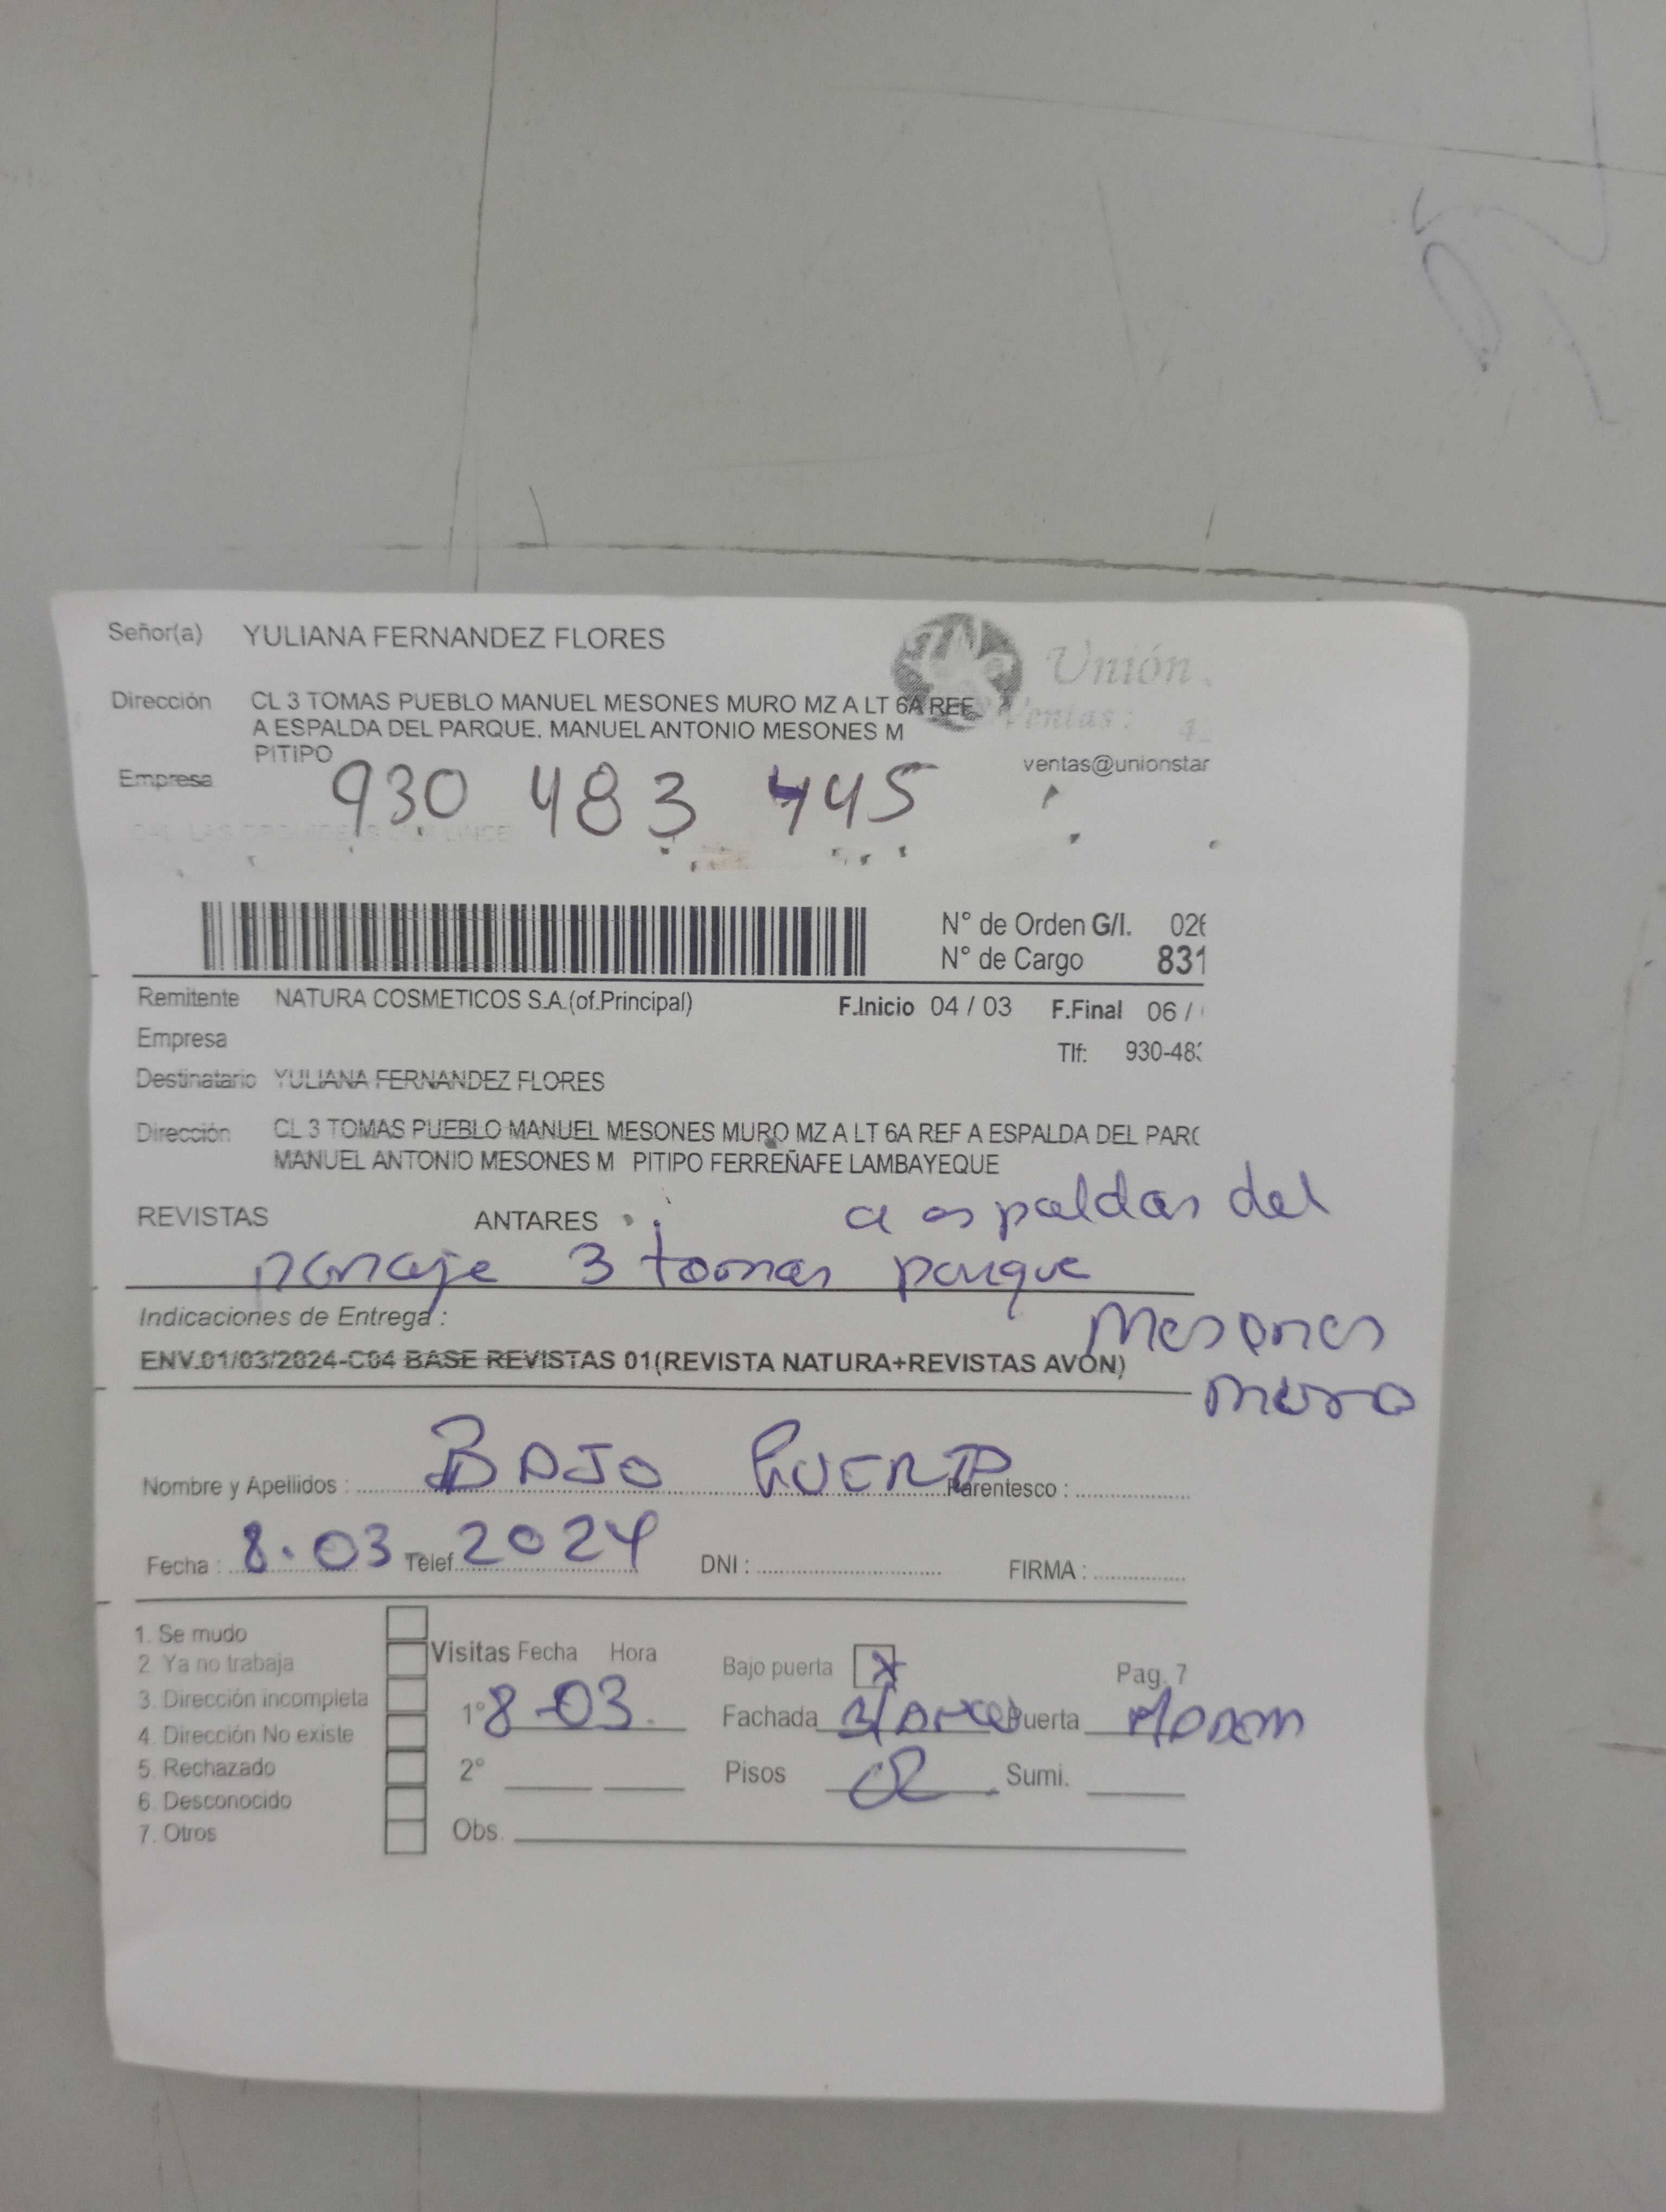 Señor(a) YULIANA FERNANDEZ FLORES
Unión
Dirección CL 3 TOMAS PUEBLO MANUEL MESONES MURO MZ A LT 6A REF
Ventas:
A ESPALDA DEL PARQUE. MANUEL ANTONIO MESONES M
PITIPO
ventas@unionstar
Empresa
930 483 445
N° de Orden G/I. 026
N° de Cargo 831
Remitente NATURA COSMETICOS S.A.(of.Principal) F.Inicio 04 / 03 F.Final 06 /
Empresa
Tlf: 930-483
Destinatario YULIANA FERNANDEZ FLORES
Dirección CL 3 TOMAS PUEBLO MANUEL MESONES MURO MZ A LT 6A REF A ESPALDA DEL PARQ
MANUEL ANTONIO MESONES M PITIPO FERREÑAFE LAMBAYEQUE
REVISTAS ANTARES a espaldas del
3 tomas parque
Indicaciones de Entrega :
Mesones
ENV.01/03/2024-C04 BASE REVISTAS 01(REVISTA NATURA+REVISTAS AVON)
muro
Nombre y Apellidos : BAJO PUERTA Parentesco :
Fecha : 8.03 Telef. 2024 DNI : FIRMA :
1. Se mudo
2. Ya no trabaja
3. Dirección incompleta
4. Dirección No existe
5. Rechazado
6. Desconocido
7. Otros
Visitas Fecha Hora
1° 8-03.
2°
Obs.
Bajo puerta X Pag. 7
Fachada Puerta
Pisos 02 Sumi.